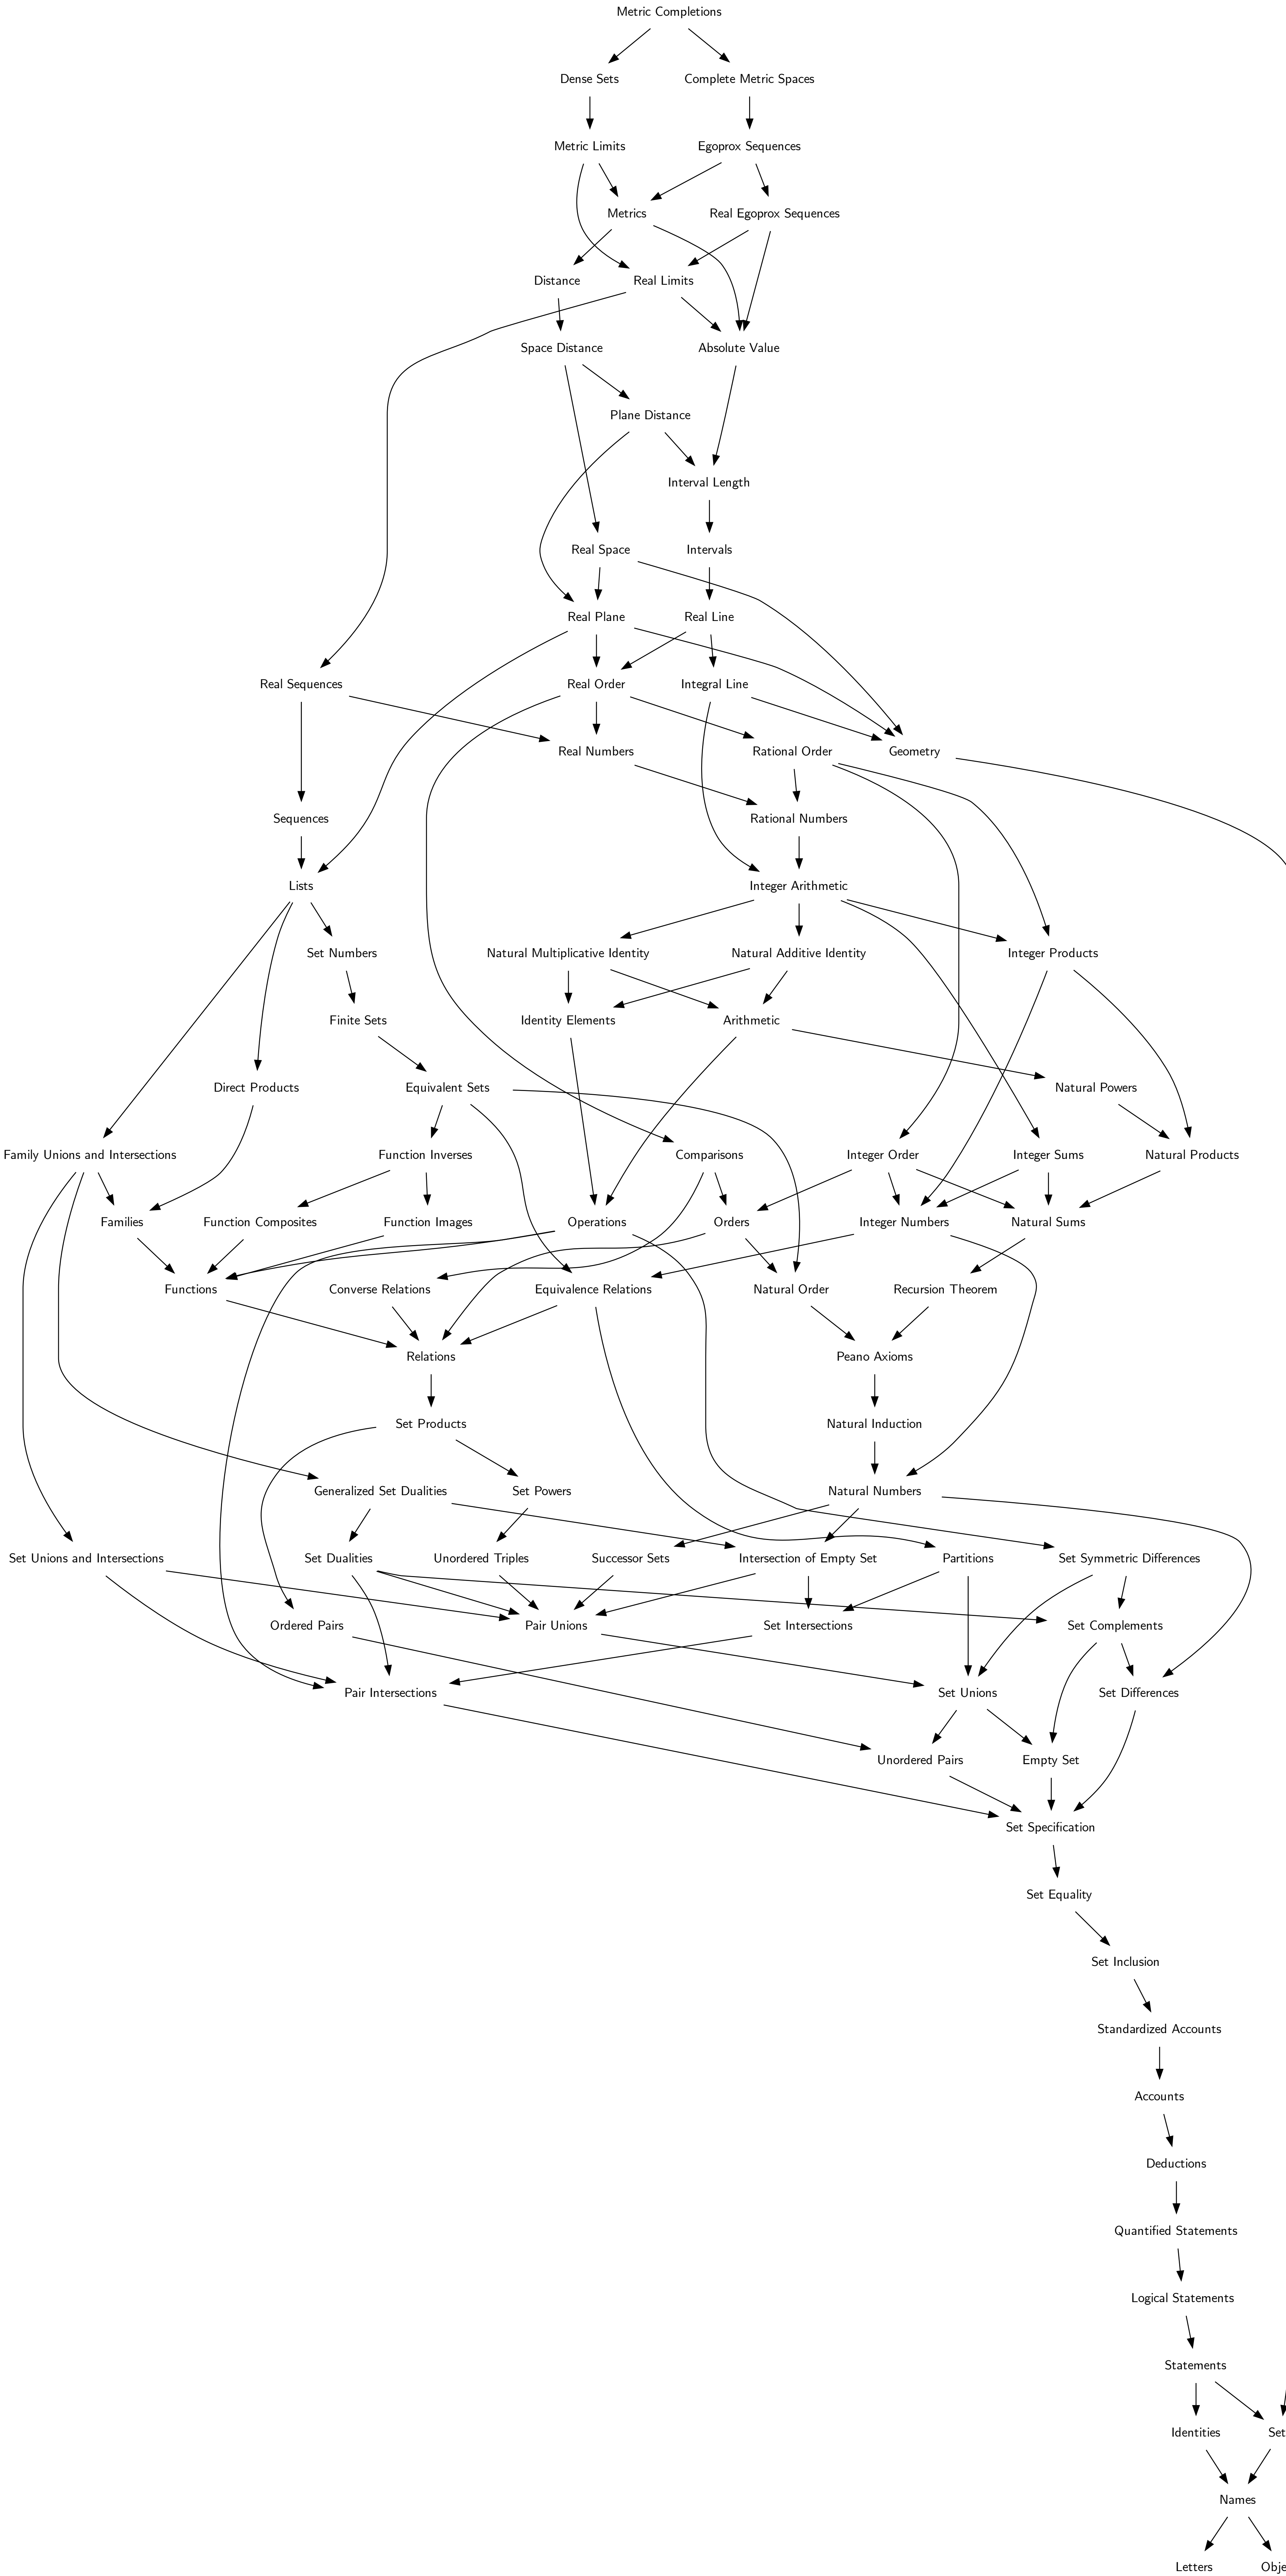 Metric Completions
Dense Sets
Complete Metric Spaces
Metric Limits
Egoprox Sequences
Metrics
Real Egoprox Sequences
Distance
Real Limits
Space Distance
Absolute Value
Plane Distance
Interval Length
Real Space
Intervals
Real Plane
Real Line
Real Sequences
Real Order
Integral Line
Real Numbers
Rational Order
Geometry
Sequences
Rational Numbers
Lists
Integer Arithmetic
Set Numbers
Natural Multiplicative Identity
Natural Additive Identity
Integer Products
Finite Sets
Identity Elements
Arithmetic
Direct Products
Equivalent Sets
Natural Powers
Family Unions and Intersections
Function Inverses
Comparisons
Integer Order
Integer Sums
Natural Products
Families
Function Composites
Function Images
Operations
Orders
Integer Numbers
Natural Sums
Functions
Converse Relations
Equivalence Relations
Natural Order
Recursion Theorem
Relations
Peano Axioms
Set Products
Natural Induction
Generalized Set Dualities
Set Powers
Natural Numbers
Set Unions and Intersections
Set Dualities
Unordered Triples
Successor Sets
Intersection of Empty Set
Partitions
Set Symmetric Differences
Ordered Pairs
Pair Unions
Set Intersections
Set Complements
Pair Intersections
Set Unions
Set Differences
Unordered Pairs
Empty Set
Set Specification
Set Equality
Set Inclusion
Standardized Accounts
Accounts
Deductions
Quantified Statements
Logical Statements
Statements
Identities
Set
Names
Letters
Obje